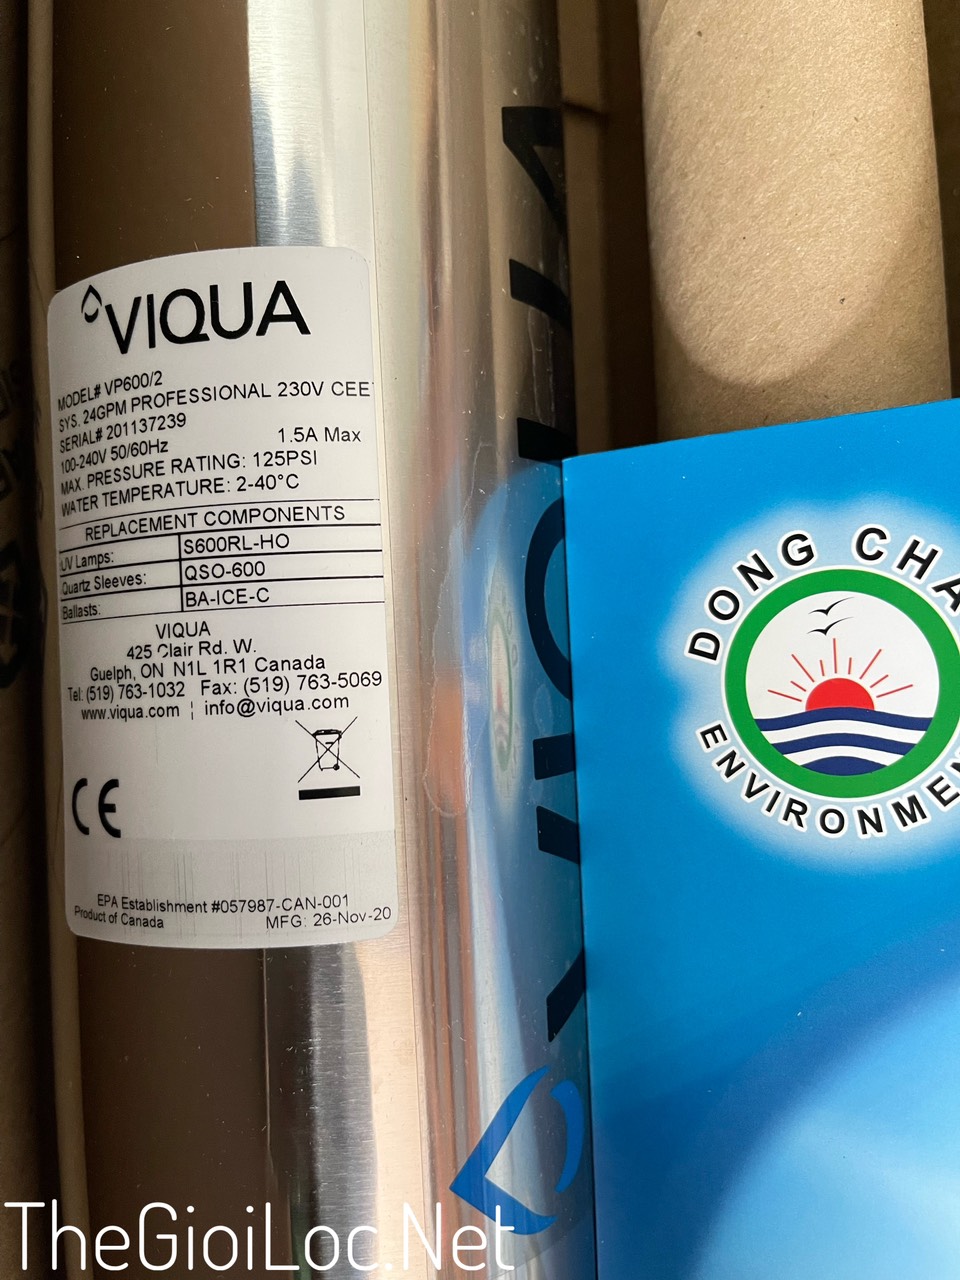 VIQUA
MODEL# VP600/2
SYS. 24GPM PROFESSIONAL 230V CEE
SERIAL# 201137239
100-240V 50/60Hz 1.5A Max
MAX. PRESSURE RATING: 125PSI
WATER TEMPERATURE: 2-40°C
REPLACEMENT COMPONENTS
UV Lamps: S600RL-HO
Quartz Sleeves: QSO-600
Ballasts: BA-ICE-C
VIQUA
425 Clair Rd. W.
Guelph, ON N1L 1R1 Canada
Tel: (519) 763-1032 Fax: (519) 763-5069
www.viqua.com ¦ info@viqua.com
CE
EPA Establishment #057987-CAN-001
Product of Canada MFG: 26-Nov-20
VIQUA
DONG CHA
ENVIRONMEN
TheGioiLoc.Net